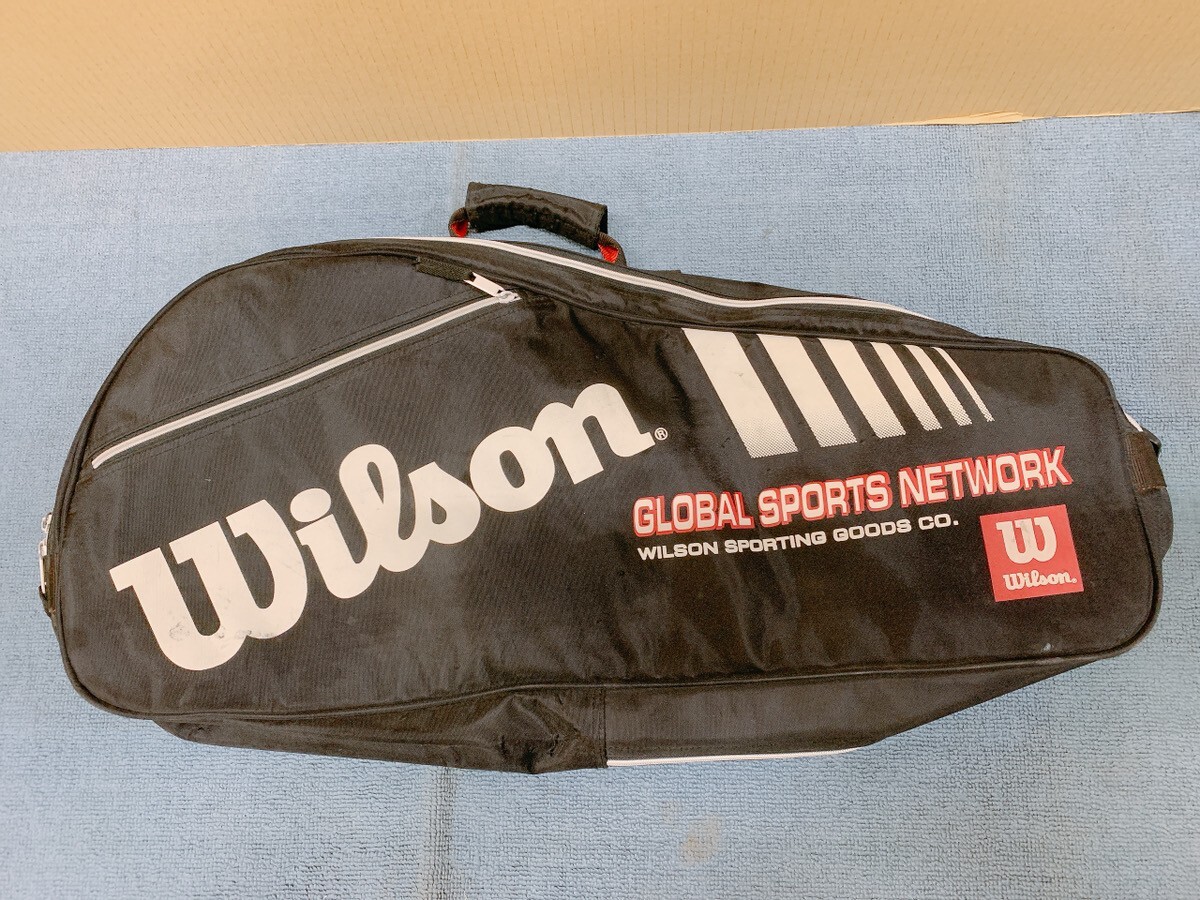 Wilson®
GLOBAL SPORTS NETWORK
WILSON SPORTING GOODS CO.
W
Wilson®